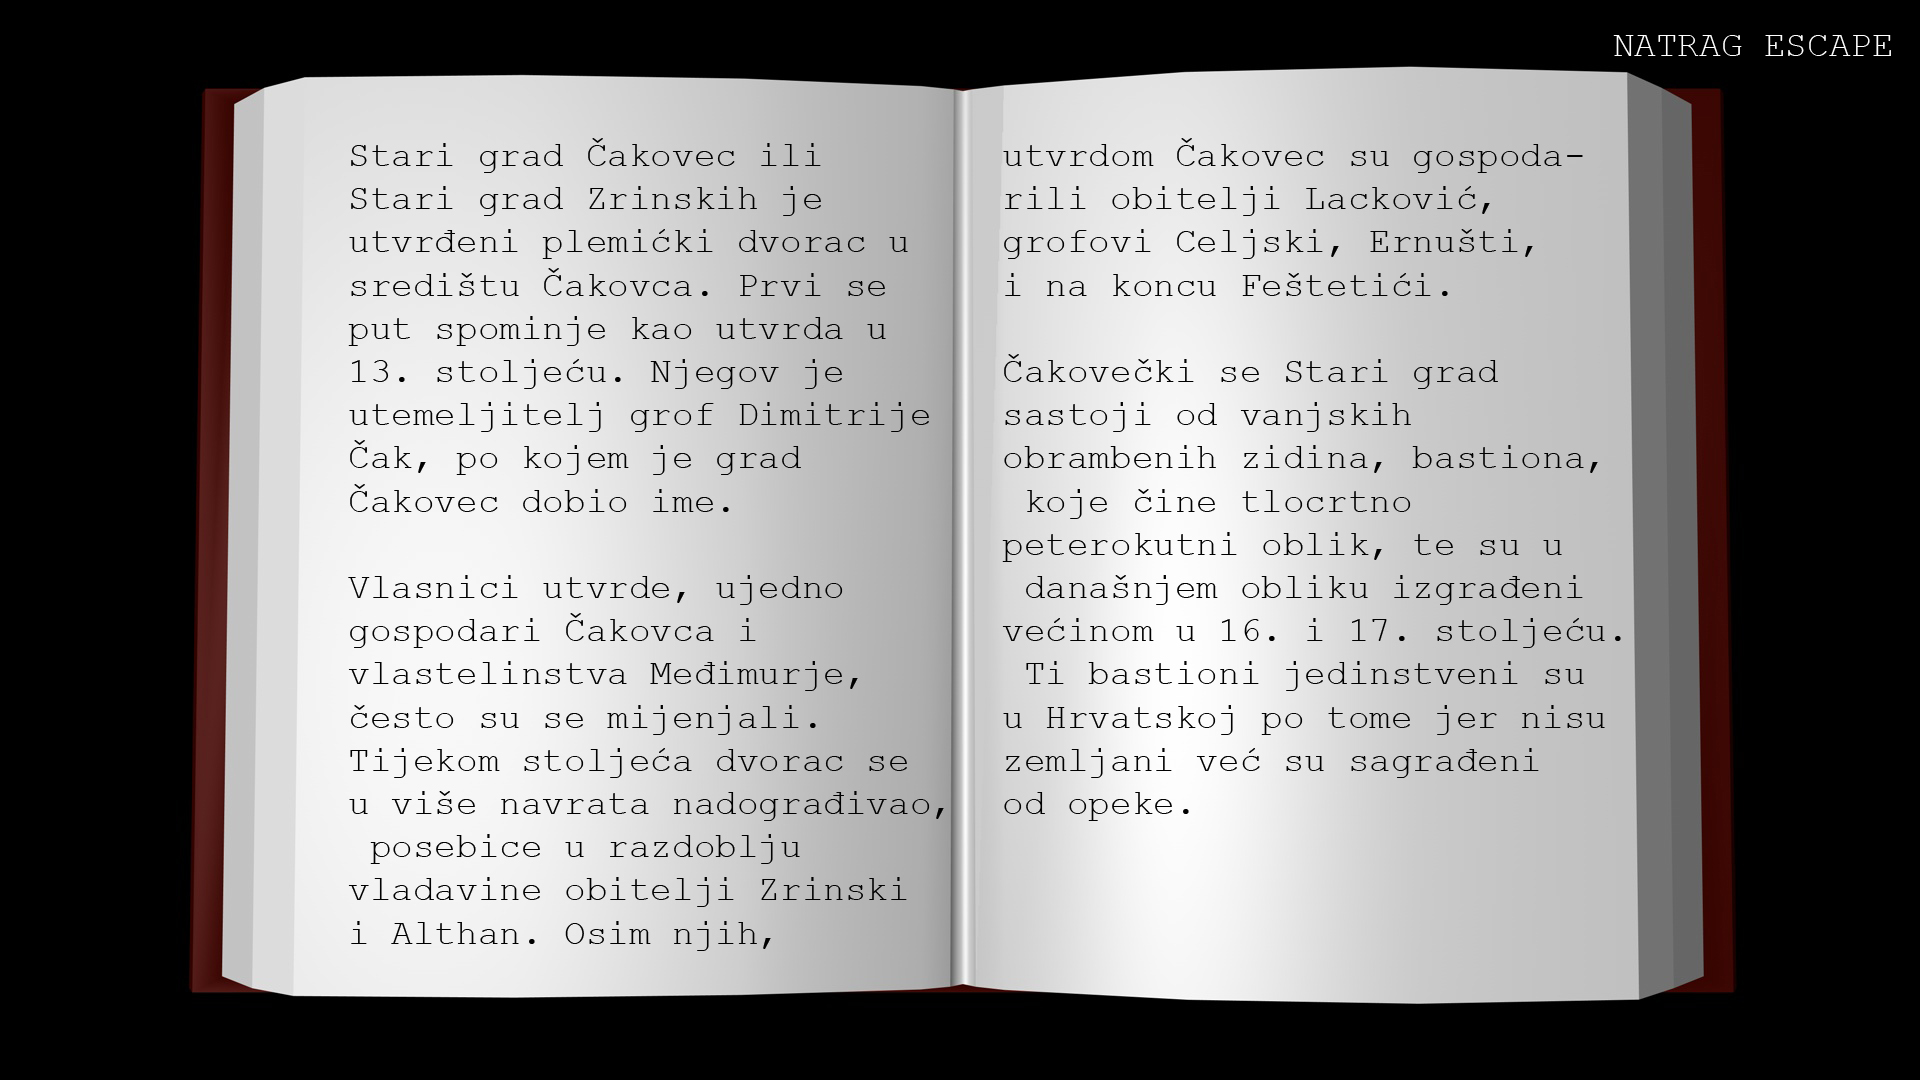 NATRAG ESCAPE
Stari grad Čakovec ili
Stari grad Zrinskih je
utvrđeni plemićki dvorac u
središtu Čakovca. Prvi se
put spominje kao utvrda u
13. stoljeću. Njegov je
utemeljitelj grof Dimitrije
Čak, po kojem je grad
Čakovec dobio ime.

Vlasnici utvrde, ujedno
gospodari Čakovca i
vlastelinstva Međimurje,
često su se mijenjali.
Tijekom stoljeća dvorac se
u više navrata nadograđivao,
posebice u razdoblju
vladavine obitelji Zrinski
i Althan. Osim njih,
utvrdom Čakovec su gospoda-
rili obitelji Lacković,
grofovi Celjski, Ernušti,
i na koncu Feštetići.

Čakovečki se Stari grad
sastoji od vanjskih
obrambenih zidina, bastiona,
koje čine tlocrtno
peterokutni oblik, te su u
današnjem obliku izgrađeni
većinom u 16. i 17. stoljeću.
Ti bastioni jedinstveni su
u Hrvatskoj po tome jer nisu
zemljani već su sagrađeni
od opeke.